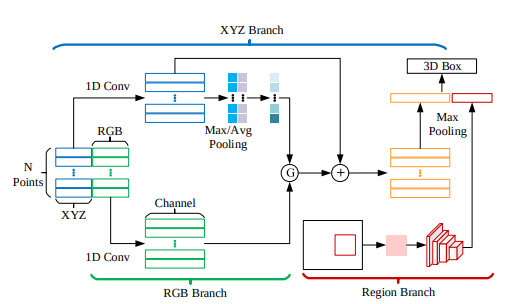 XYZ Branch
3D Box
1D Conv
RGB
Max/Avg
Pooling
Max
Pooling
N
Points
G
+
XYZ
Channel
1D Conv
RGB Branch
Region Branch